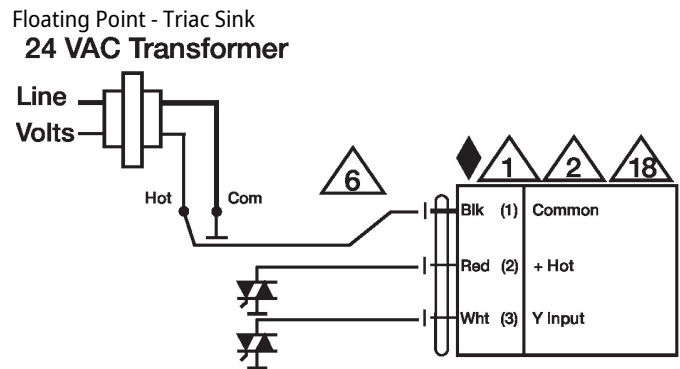 Floating Point - Triac Sink
24 VAC Transformer
Line
Volts
Hot
Com
6
1
2
18
Blk (1) Common
Red (2) + Hot
Wht (3) Y Input